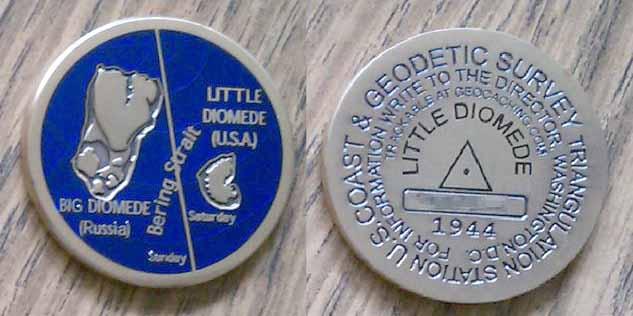 LITTLE
DIOMEDE
(U.S.A)
Bering Strait
BIG DIOMEDE
(Russia)
Saturday
Sunday
U.S.COAST & GEODETIC SURVEY TRIANGULATION STATION
FOR INFORMATION WRITE TO THE DIRECTOR, WASHINGTON D.C.
TRACKABLE AT GEOCACHING.COM
LITTLE DIOMEDE
1944